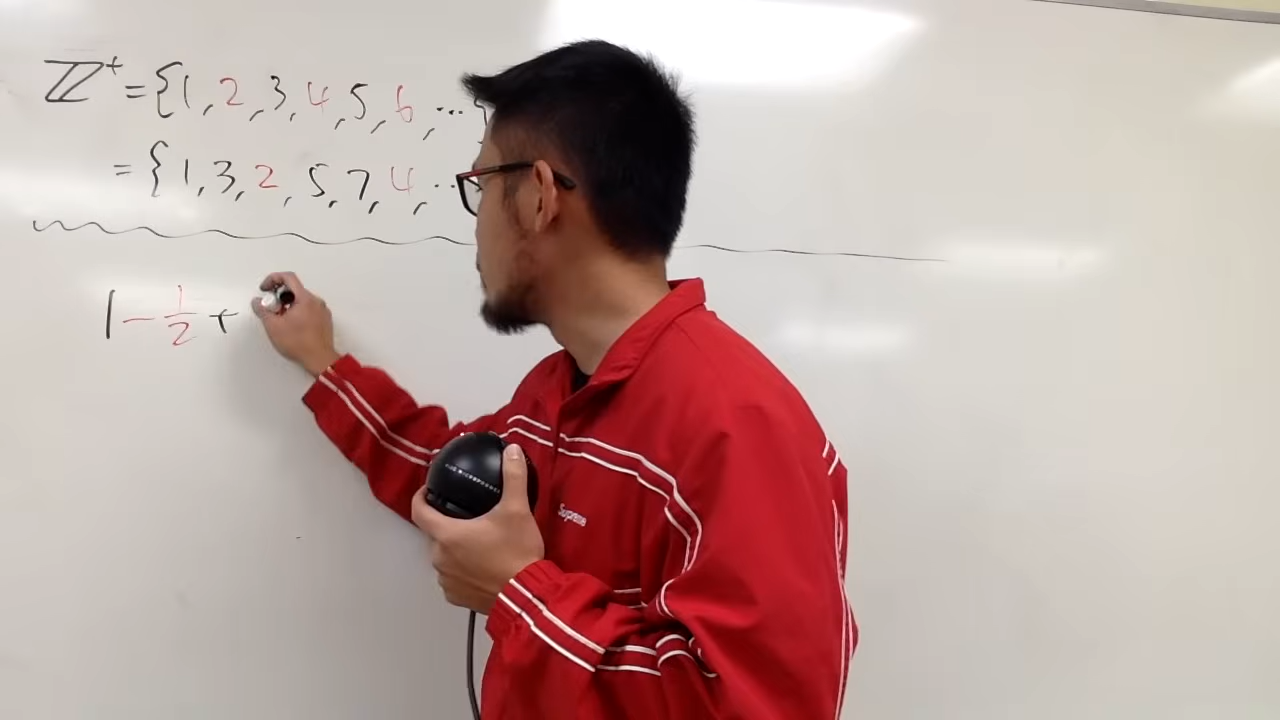 ℤ⁺ = {1, 2, 3, 4, 5, 6, ... }
= {1, 3, 2, 5, 7, 4, ...
1 - 1/2 +
Supreme